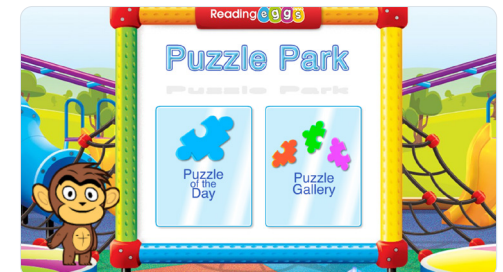 Reading eggs
Puzzle Park
Puzzle
of the
Day
Puzzle
Gallery